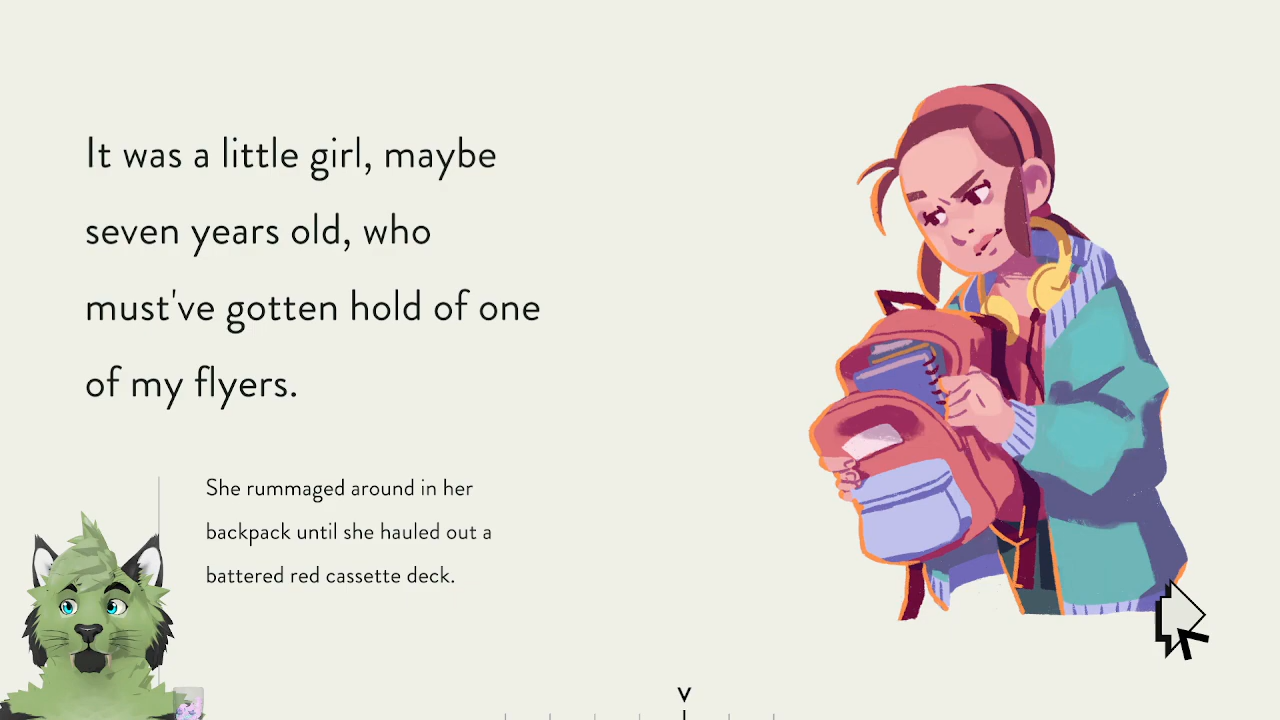 It was a little girl, maybe
seven years old, who
must've gotten hold of one
of my flyers.
She rummaged around in her
backpack until she hauled out a
battered red cassette deck.